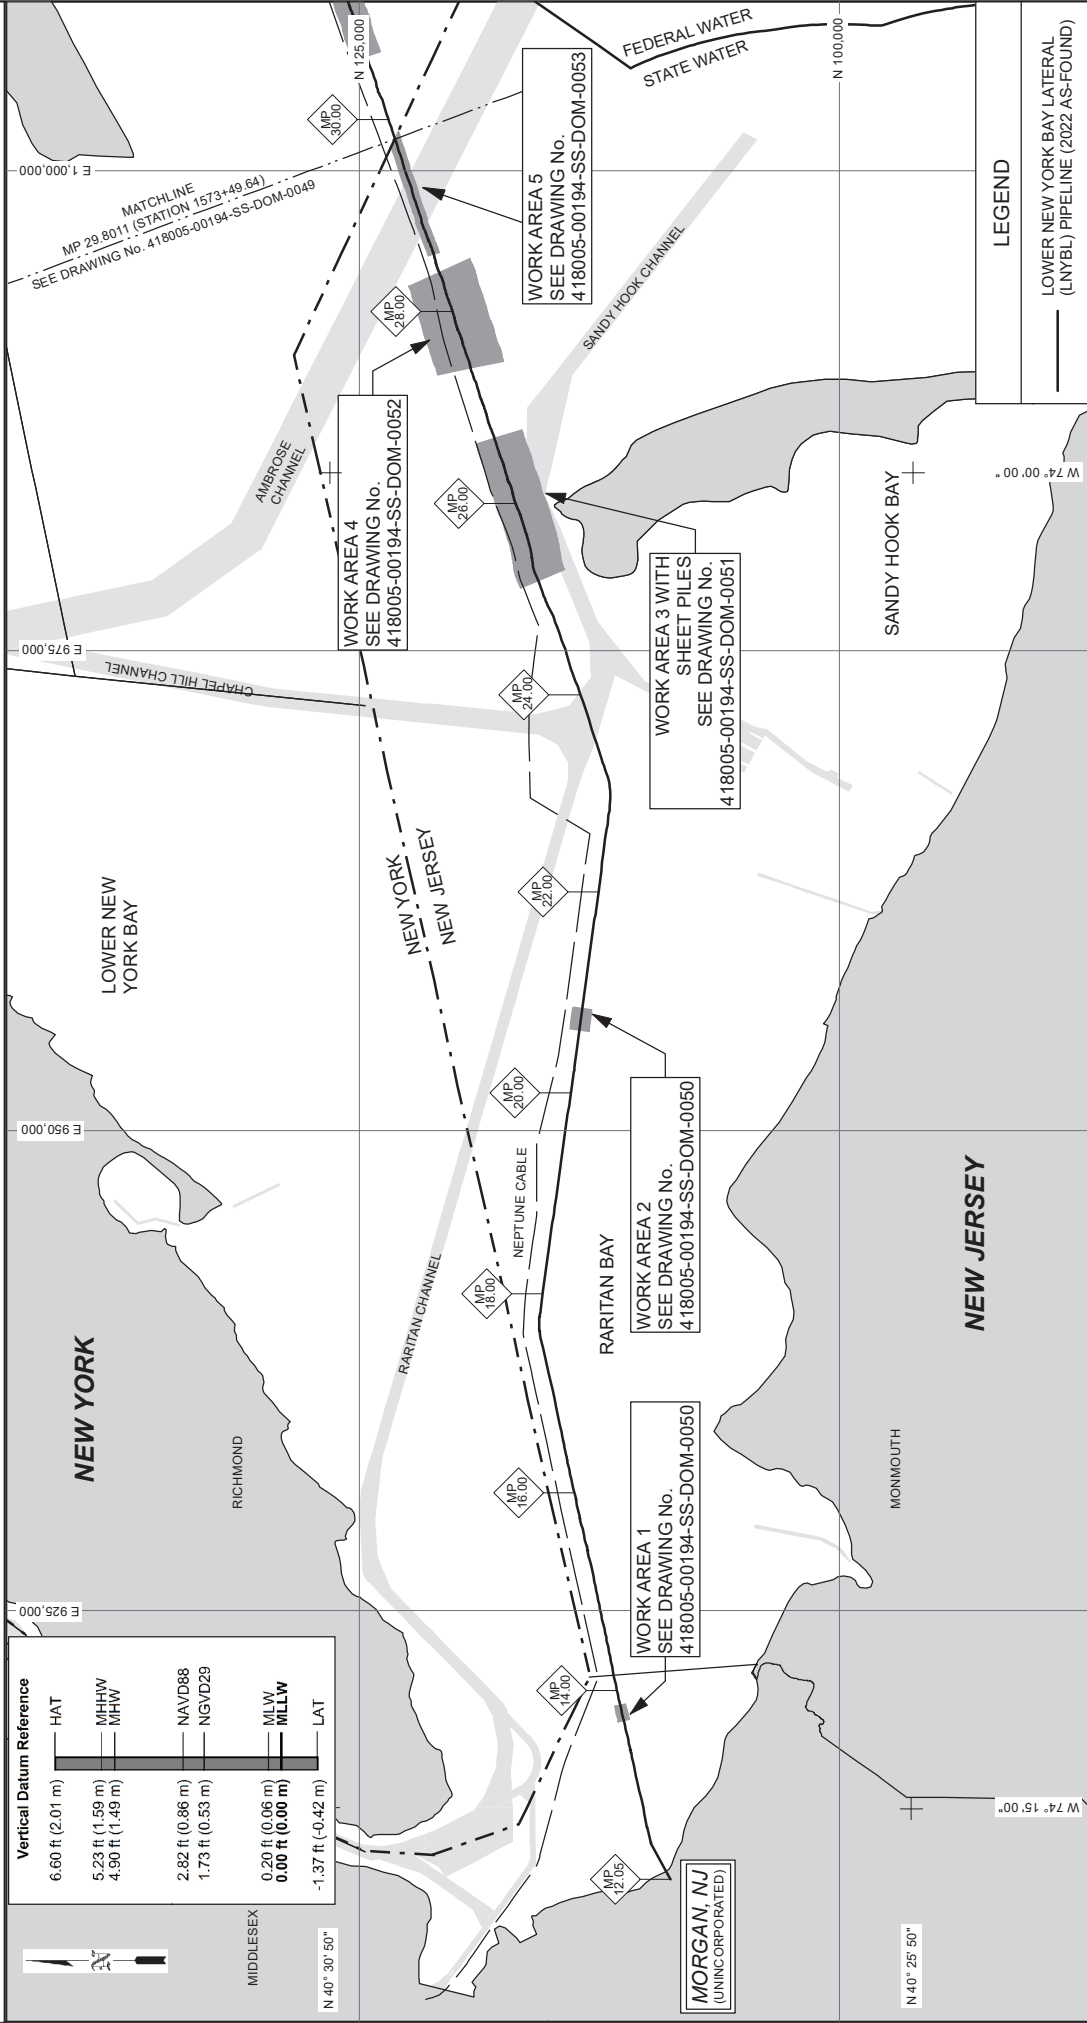 Vertical Datum Reference
6.60 ft (2.01 m) HAT
5.23 ft (1.59 m) MHHW
4.90 ft (1.49 m) MHW
2.82 ft (0.86 m) NAVD88
1.73 ft (0.53 m) NGVD29
0.20 ft (0.06 m) MLW
0.00 ft (0.00 m) MLLW
-1.37 ft (-0.42 m) LAT
N
MIDDLESEX
N 40° 30' 50"
N 40° 25' 50"
W 74° 15' 00"
W 74° 00' 00"
E 925,000
E 950,000
E 975,000
E 1,000,000
N 125,000
N 100,000
NEW YORK
RICHMOND
LOWER NEW
YORK BAY
RARITAN CHANNEL
NEPTUNE CABLE
CHAPEL HILL CHANNEL
AMBROSE
CHANNEL
NEW YORK
NEW JERSEY
MATCHLINE
MP 29.8011 (STATION 1573+49.64)
SEE DRAWING No. 418005-00194-SS-DOM-0049
FEDERAL WATER
STATE WATER
SANDY HOOK CHANNEL
MP
12.05
MP
14.00
MP
16.00
MP
18.00
MP
20.00
MP
22.00
MP
24.00
MP
26.00
MP
28.00
MP
30.00
MORGAN, NJ
(UNINCORPORATED)
WORK AREA 1
SEE DRAWING No.
418005-00194-SS-DOM-0050
RARITAN BAY
WORK AREA 2
SEE DRAWING No.
418005-00194-SS-DOM-0050
WORK AREA 3 WITH
SHEET PILES
SEE DRAWING No.
418005-00194-SS-DOM-0051
WORK AREA 4
SEE DRAWING No.
418005-00194-SS-DOM-0052
WORK AREA 5
SEE DRAWING No.
418005-00194-SS-DOM-0053
SANDY HOOK BAY
MONMOUTH
NEW JERSEY
LEGEND
LOWER NEW YORK BAY LATERAL
(LNYBL) PIPELINE (2022 AS-FOUND)